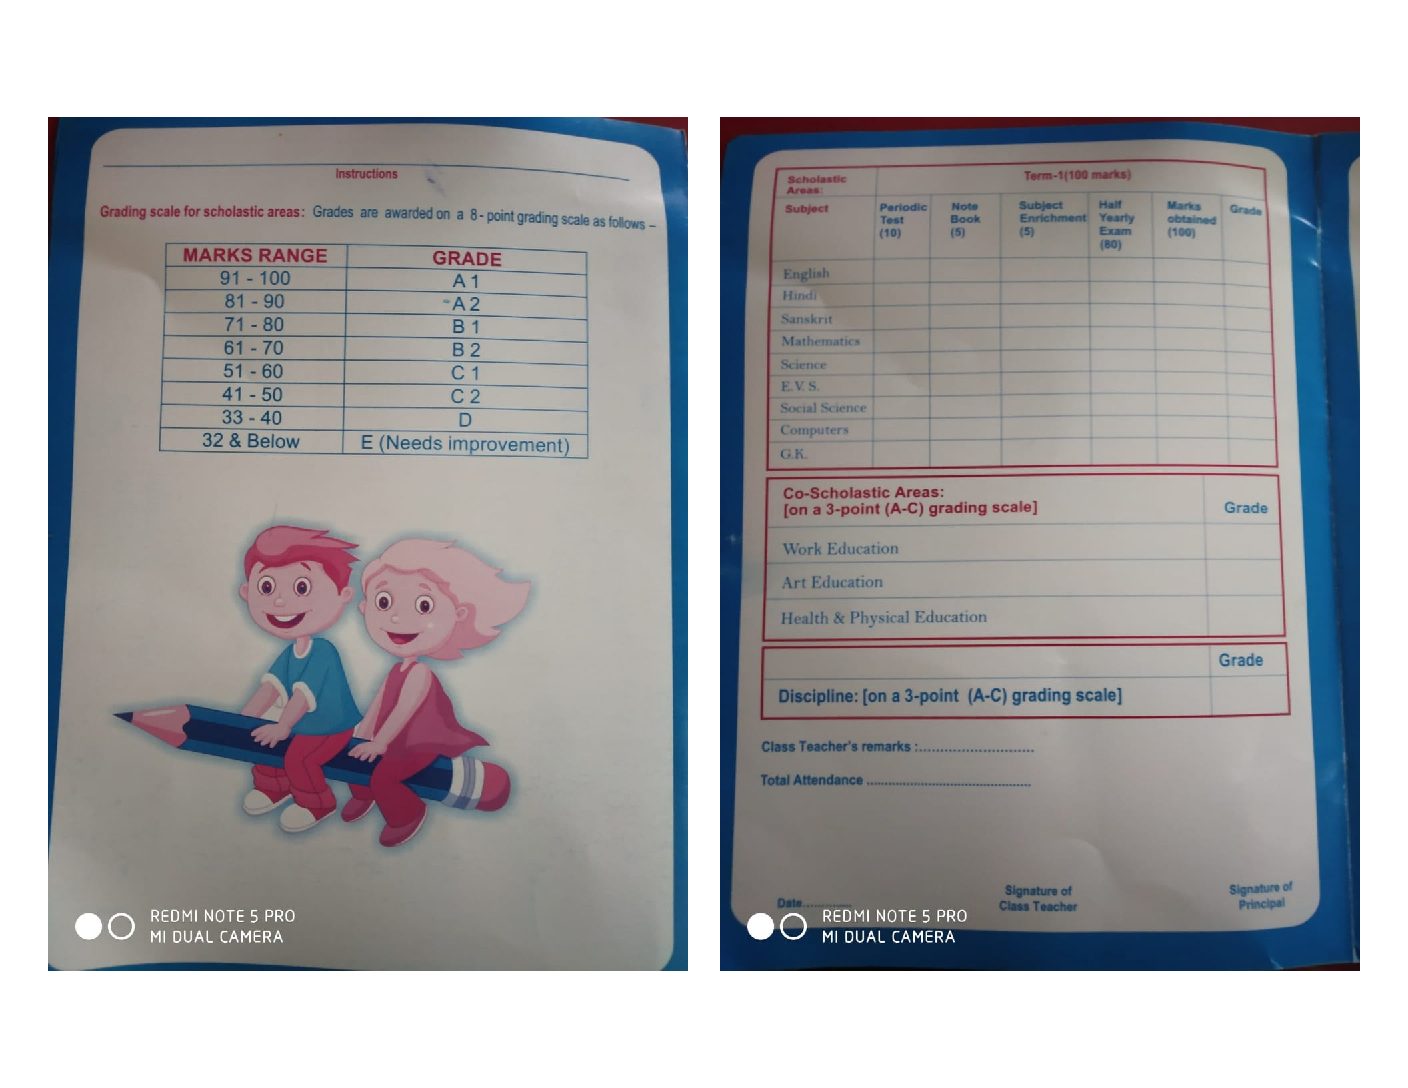 Instructions
Grading scale for scholastic areas: Grades are awarded on a 8 - point grading scale as follows –
MARKS RANGE GRADE
91 - 100 A 1
81 - 90 A 2
71 - 80 B 1
61 - 70 B 2
51 - 60 C 1
41 - 50 C 2
33 - 40 D
32 & Below E (Needs improvement)
REDMI NOTE 5 PRO
MI DUAL CAMERA
Scholastic Areas: Term-1(100 marks)
Subject Periodic Test (10) Note Book (5) Subject Enrichment (5) Half Yearly Exam (80) Marks obtained (100) Grade
English
Hindi
Sanskrit
Mathematics
Science
E.V.S.
Social Science
Computers
G.K.
Co-Scholastic Areas:
[on a 3-point (A-C) grading scale] Grade
Work Education
Art Education
Health & Physical Education
Grade
Discipline: [on a 3-point (A-C) grading scale]
Class Teacher's remarks :..............................
Total Attendance ..........................................
Date............... Signature of Class Teacher Signature of Principal
REDMI NOTE 5 PRO
MI DUAL CAMERA